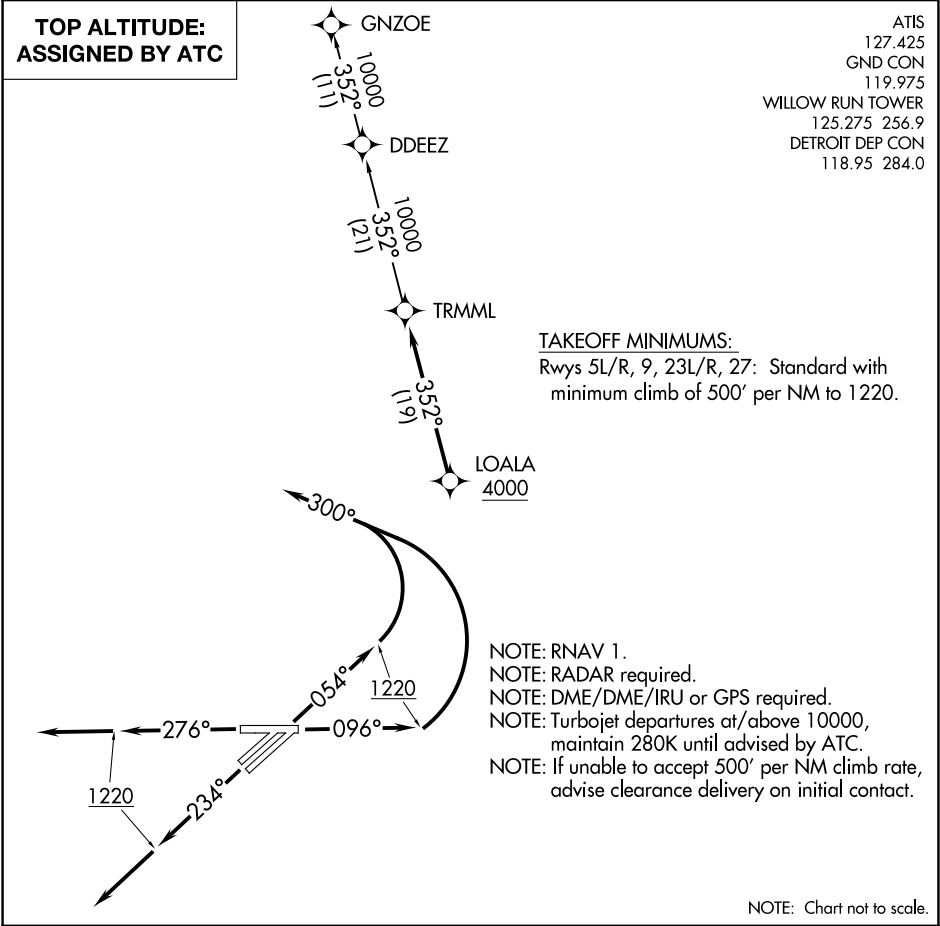 TOP ALTITUDE:
ASSIGNED BY ATC
ATIS
127.425
GND CON
119.975
WILLOW RUN TOWER
125.275 256.9
DETROIT DEP CON
118.95 284.0
GNZOE
10000
352°
(11)
DDEEZ
10000
352°
(21)
TRMML
352°
(19)
LOALA
4000
TAKEOFF MINIMUMS:
Rwys 5L/R, 9, 23L/R, 27: Standard with
minimum climb of 500' per NM to 1220.
300°
054°
1220
276°
096°
1220
234°
NOTE: RNAV 1.
NOTE: RADAR required.
NOTE: DME/DME/IRU or GPS required.
NOTE: Turbojet departures at/above 10000,
maintain 280K until advised by ATC.
NOTE: If unable to accept 500' per NM climb rate,
advise clearance delivery on initial contact.
NOTE: Chart not to scale.